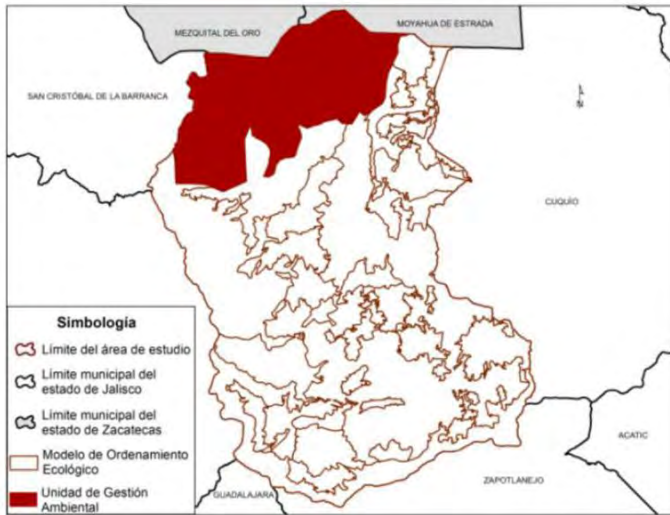 MEZQUITAL DEL ORO
MOYAHUA DE ESTRADA
SAN CRISTÓBAL DE LA BARRANCA
N
CUQUÍO
Simbología
Límite del área de estudio
Límite municipal del
estado de Jalisco
Límite municipal del
estado de Zacatecas
Modelo de Ordenamiento
Ecológico
Unidad de Gestión
Ambiental
GUADALAJARA
ZAPOTLANEJO
ACATIC